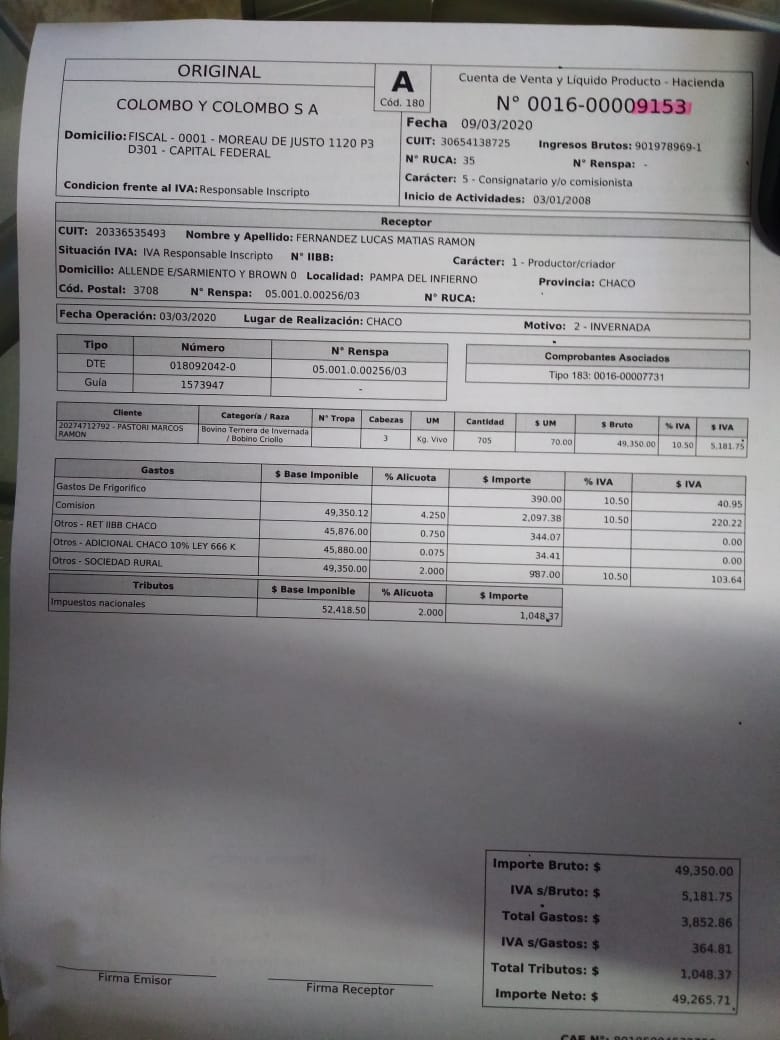 ORIGINAL
COLOMBO Y COLOMBO S A
Domicilio: FISCAL - 0001 - MOREAU DE JUSTO 1120 P3
D301 - CAPITAL FEDERAL
Condicion frente al IVA: Responsable Inscripto
A
Cód. 180
Cuenta de Venta y Líquido Producto - Hacienda
N° 0016-00009153
Fecha 09/03/2020
CUIT: 30654138725 Ingresos Brutos: 901978969-1
N° RUCA: 35 N° Renspa: -
Carácter: 5 - Consignatario y/o comisionista
Inicio de Actividades: 03/01/2008
Receptor
CUIT: 20336535493 Nombre y Apellido: FERNANDEZ LUCAS MATIAS RAMON
Situación IVA: IVA Responsable Inscripto N° IIBB: Carácter: 1 - Productor/criador
Domicilio: ALLENDE E/SARMIENTO Y BROWN 0 Localidad: PAMPA DEL INFIERNO Provincia: CHACO
Cód. Postal: 3708 N° Renspa: 05.001.0.00256/03 N° RUCA:
Fecha Operación: 03/03/2020 Lugar de Realización: CHACO Motivo: 2 - INVERNADA
Tipo Número N° Renspa
DTE 018092042-0 05.001.0.00256/03
Guía 1573947 -
Comprobantes Asociados
Tipo 183: 0016-00007731
Cliente Categoría / Raza N° Tropa Cabezas UM Cantidad $ UM $ Bruto % IVA $ IVA
20274712792 - PASTORI MARCOS RAMON Bovino Ternera de Invernada / Bobino Criollo 3 Kg. Vivo 705 70.00 49,350.00 10.50 5,181.75
Gastos $ Base Imponible % Alicuota $ Importe % IVA $ IVA
Gastos De Frigorifico 390.00 10.50 40.95
Comision 49,350.12 4.250 2,097.38 10.50 220.22
Otros - RET IIBB CHACO 45,876.00 0.750 344.07 0.00
Otros - ADICIONAL CHACO 10% LEY 666 K 45,880.00 0.075 34.41 0.00
Otros - SOCIEDAD RURAL 49,350.00 2.000 987.00 10.50 103.64
Tributos $ Base Imponible % Alicuota $ Importe
Impuestos nacionales 52,418.50 2.000 1,048.37
Importe Bruto: $ 49,350.00
IVA s/Bruto: $ 5,181.75
Total Gastos: $ 3,852.86
IVA s/Gastos: $ 364.81
Total Tributos: $ 1,048.37
Importe Neto: $ 49,265.71
Firma Emisor
Firma Receptor
CAE N°: